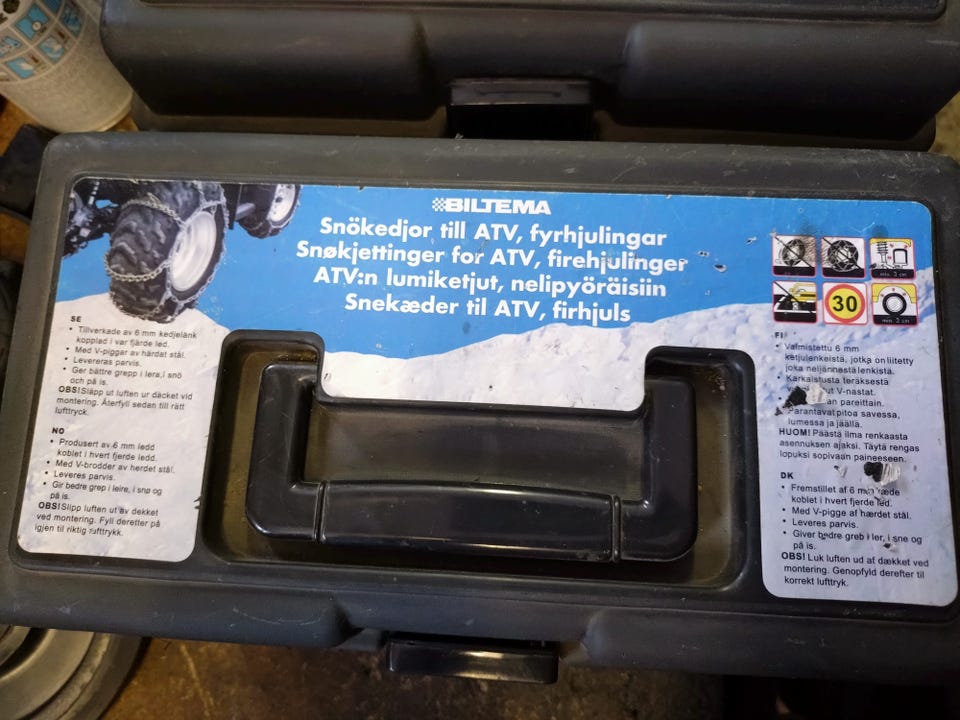 BILTEMA
Snökedjor till ATV, fyrhjulingar
Snøkjettinger for ATV, firehjulinger
ATV:n lumiketjut, nelipyöräisiin
Snekæder til ATV, firhjuls
min. 3 cm
30
min 3 cm
SE
• Tillverkade av 6 mm kedjelänk
kopplad i var fjärde led.
• Med V-piggar av härdat stål.
• Levereras parvis.
• Ger bättre grepp i lera,i snö
och på is.
OBS!Släpp ut luften ur däcket vid
montering. Återfyll sedan till rätt
lufttryck.
NO
• Produsert av 6 mm ledd
koblet i hvert fjerde ledd.
• Med V-brodder av herdet stål.
• Leveres parvis.
• Gir bedre grep i leire, i snø og
på is.
OBS!Slipp luften ut av dekket
ved montering. Fyll deretter på
igjen til riktig lufttrykk.
FI
• Valmistettu 6 mm
ketjulenkeistä, jotka on liitetty
joka neljännestä lenkistä.
• Karkaistusta teräksestä
V-nastat.
pareittain.
Parantavat pitoa savessa,
lumessa ja jäällä.
HUOM! Päästä ilma renkaasta
asennuksen ajaksi. Täytä rengas
lopuksi sopivaan paineeseen.
DK
• Fremstillet af 6 mm
koblet i hvert fjerde led.
• Med V-pigge af hærdet stål.
• Leveres parvis.
• Giver bedre greb i ler, i sne og
på is.
OBS! Luk luften ud af dækket ved
montering. Genopfyld derefter til
korrekt lufttryk.